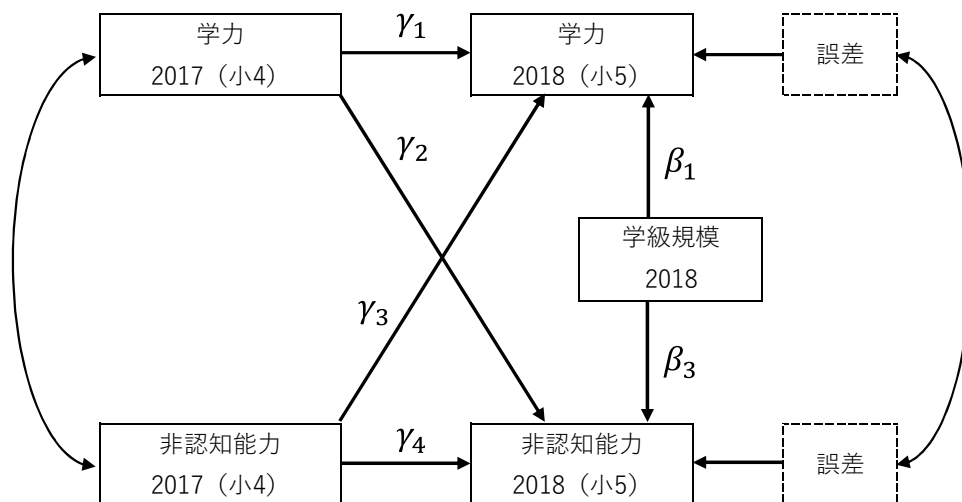 学力
2017（小4）
γ1
学力
2018（小5）
誤差
γ2
β1
学級規模
2018
γ3
β3
非認知能力
2017（小4）
γ4
非認知能力
2018（小5）
誤差